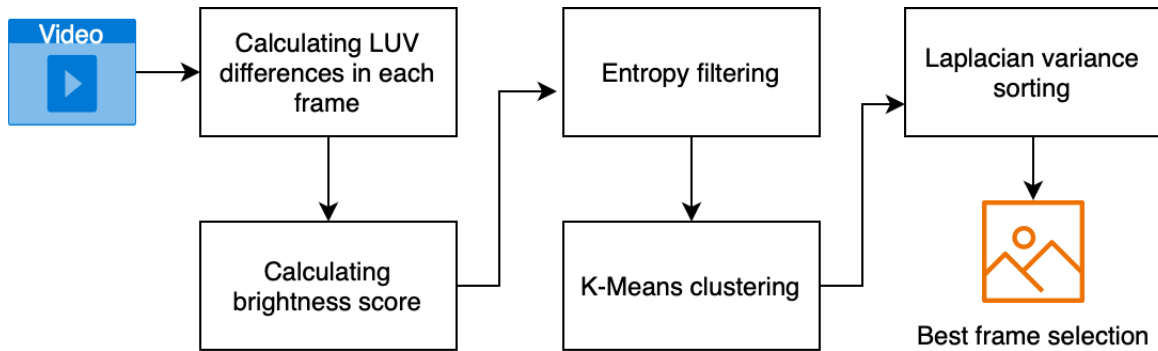 Video
Calculating LUV
differences in each
frame
Calculating
brightness score
Entropy filtering
K-Means clustering
Laplacian variance
sorting
Best frame selection